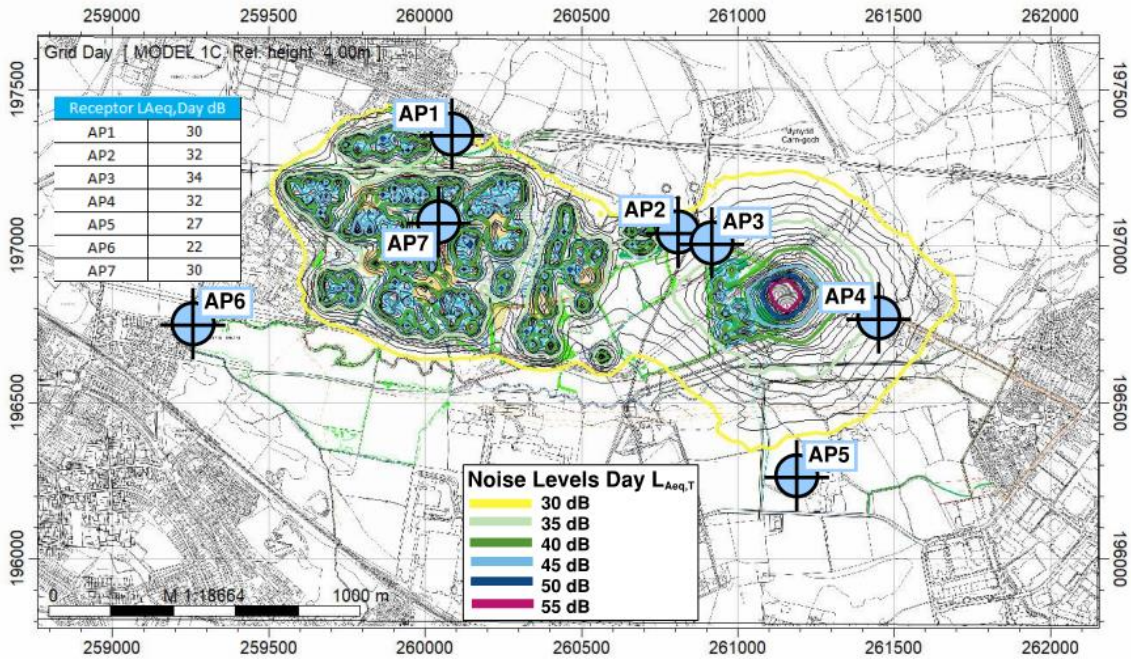 259000 259500 260000 260500 261000 261500 262000
Grid Day [ MODEL 1C Rel. height 4.00m ]
197500 197500
Receptor LAeq,Day dB
AP1 30
AP2 32
AP3 34
AP4 32
AP5 27
AP6 22
AP7 30
AP1
Mynydd
Carn-goch
AP2
AP3
AP7
197000 197000
AP4
AP6
196500 196500
AP5
Noise Levels Day LAeq,T
30 dB
35 dB
40 dB
45 dB
50 dB
55 dB
196000 196000
0 M 1:18664 1000 m
259000 259500 260000 260500 261000 261500 262000